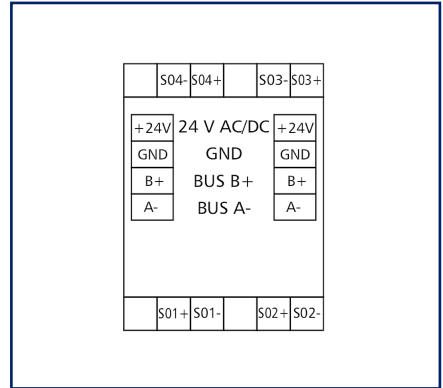 S04- S04+ S03- S03+
+24V 24 V AC/DC +24V
GND GND GND
B+ BUS B+ B+
A- BUS A- A-
S01+ S01- S02+ S02-